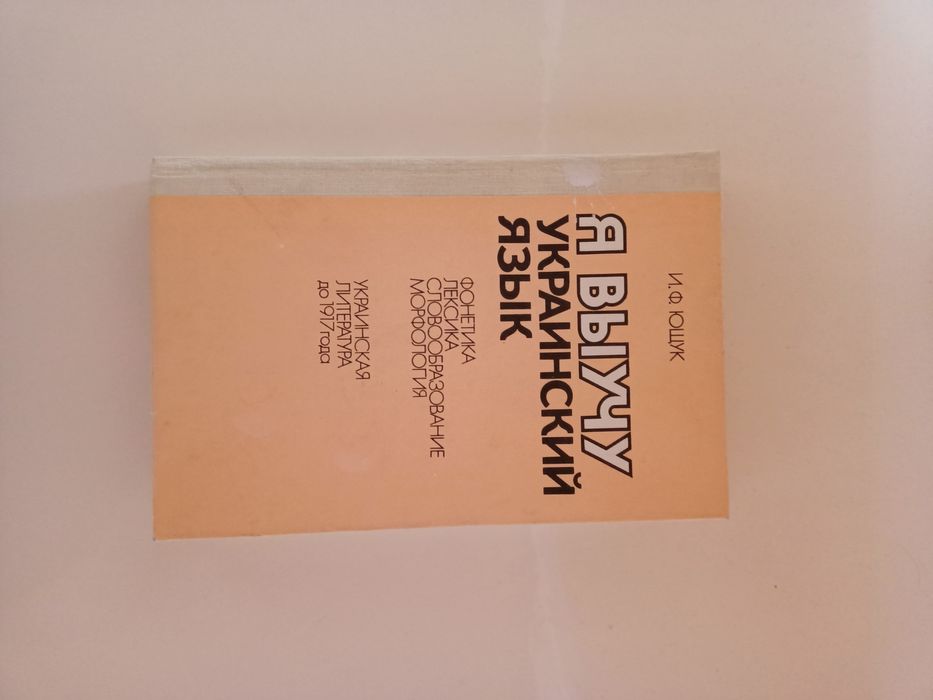 И. Ф. ЮЩУК
Я ВЫУЧУ
УКРАИНСКИЙ
ЯЗЫК
ФОНЕТИКА
ЛЕКСИКА
СЛОВООБРАЗОВАНИЕ
МОРФОЛОГИЯ
УКРАИНСКАЯ
ЛИТЕРАТУРА
до 1917 года